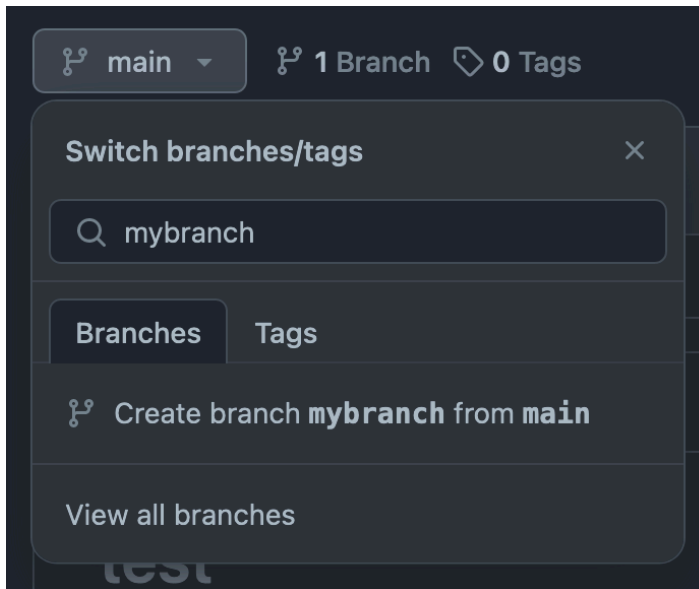 main 1 Branch 0 Tags
Switch branches/tags
mybranch
Branches Tags
Create branch mybranch from main
View all branches
test